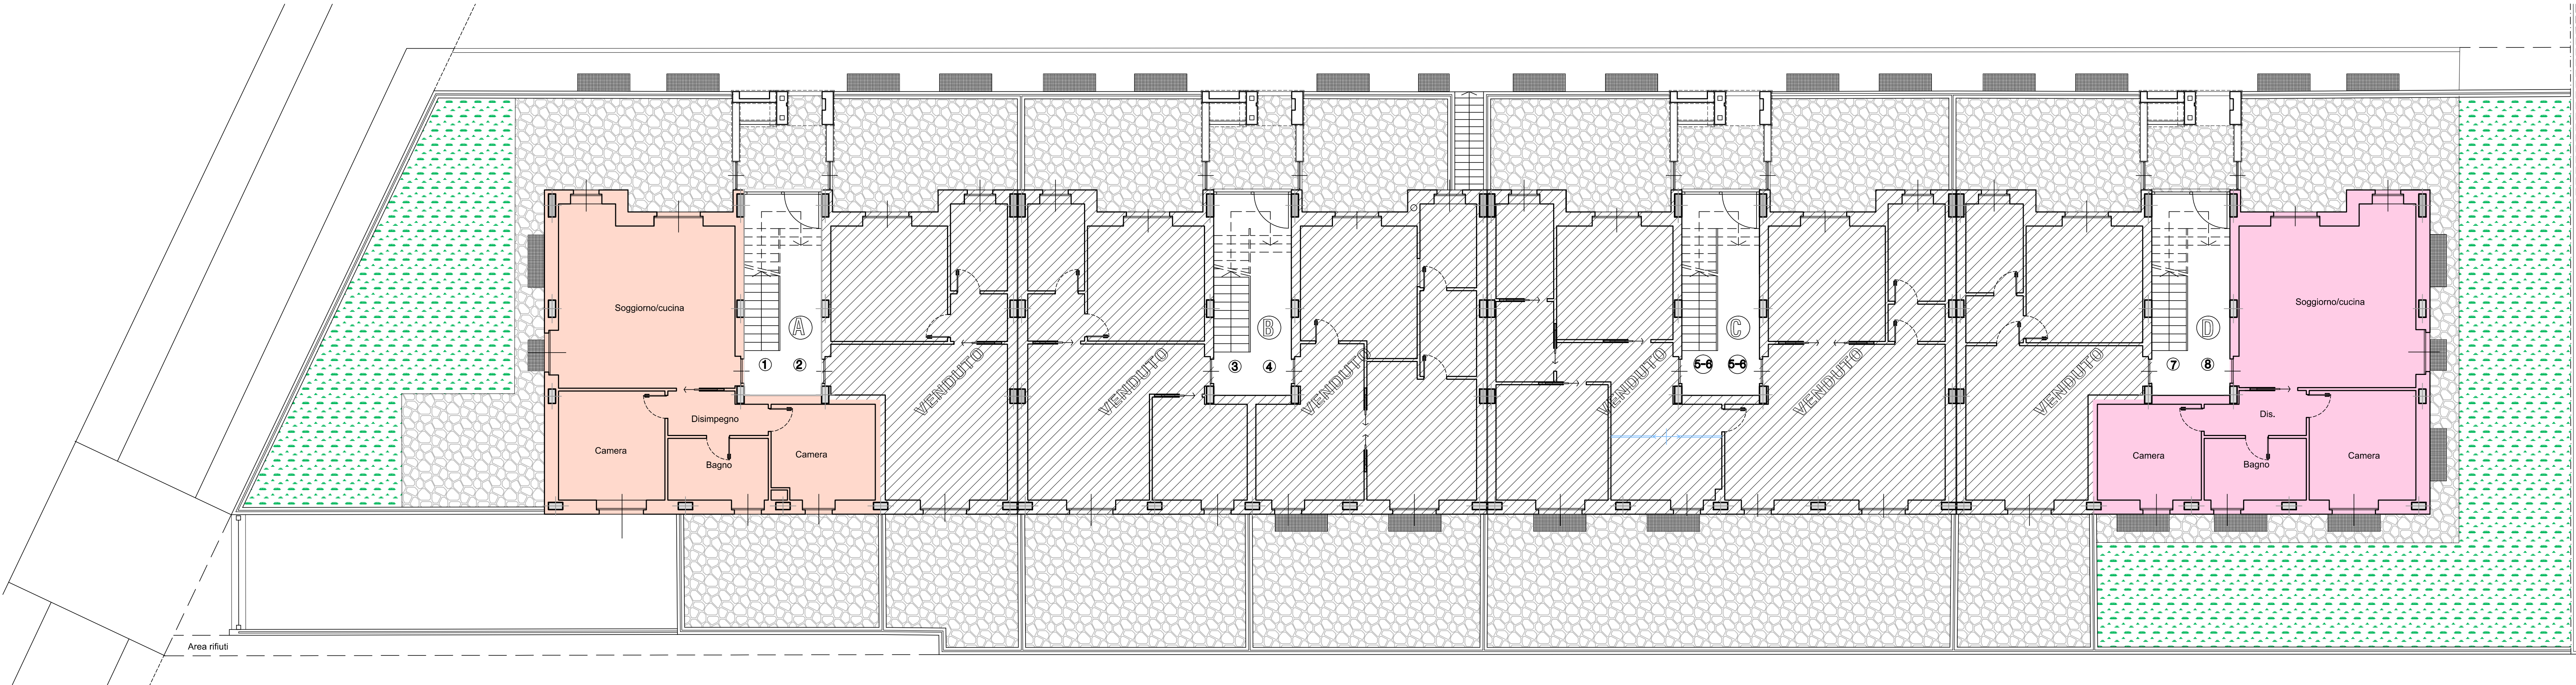 Soggiorno/cucina
Disimpegno
Camera
Bagno
Camera
A
1
2
VENDUTO
VENDUTO
B
3
4
VENDUTO
VENDUTO
C
5-6
5-6
VENDUTO
VENDUTO
D
7
8
Soggiorno/cucina
Dis.
Camera
Bagno
Camera
Area rifiuti